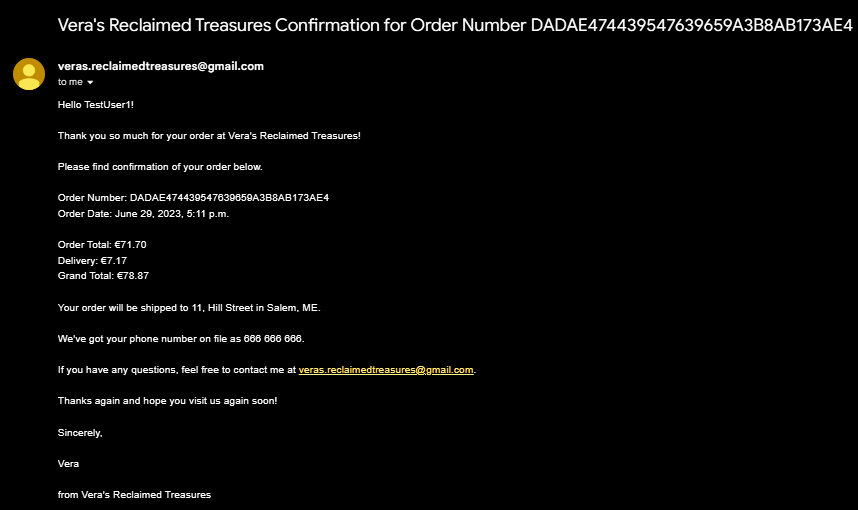 Vera's Reclaimed Treasures Confirmation for Order Number DADAE474439547639659A3B8AB173AE4
veras.reclaimedtreasures@gmail.com
to me
Hello TestUser1!
Thank you so much for your order at Vera's Reclaimed Treasures!
Please find confirmation of your order below.
Order Number: DADAE474439547639659A3B8AB173AE4
Order Date: June 29, 2023, 5:11 p.m.
Order Total: €71.70
Delivery: €7.17
Grand Total: €78.87
Your order will be shipped to 11, Hill Street in Salem, ME.
We've got your phone number on file as 666 666 666.
If you have any questions, feel free to contact me at veras.reclaimedtreasures@gmail.com.
Thanks again and hope you visit us again soon!
Sincerely,
Vera
from Vera's Reclaimed Treasures